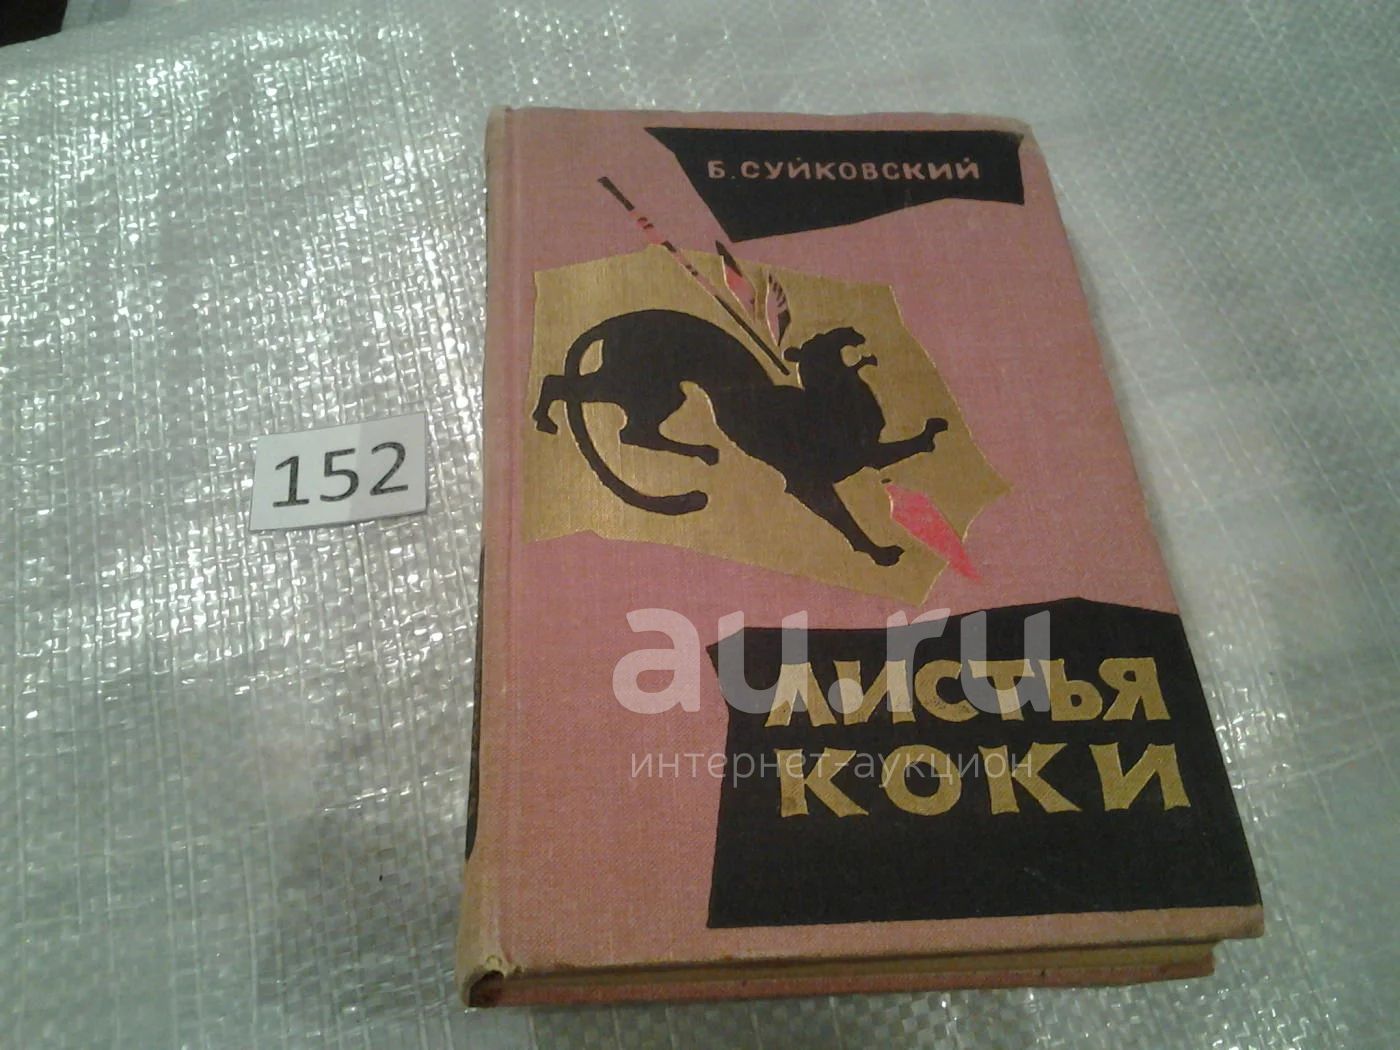 Б. СУЙКОВСКИЙ
152
au.ru
ЛИСТЬЯ
интернет-аукцион
КОКИ